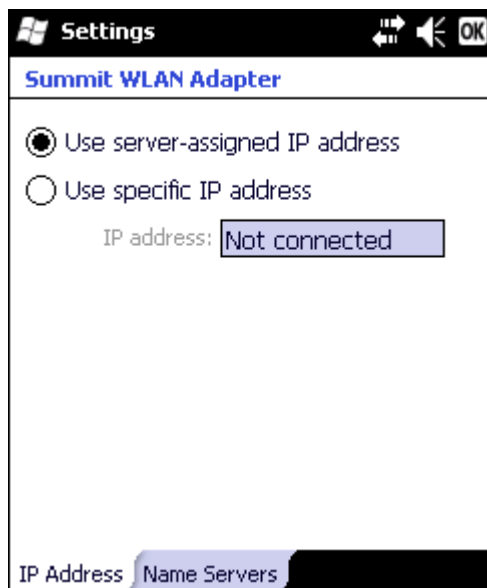 Settings OK
Summit WLAN Adapter
Use server-assigned IP address
Use specific IP address
IP address: Not connected
IP Address Name Servers